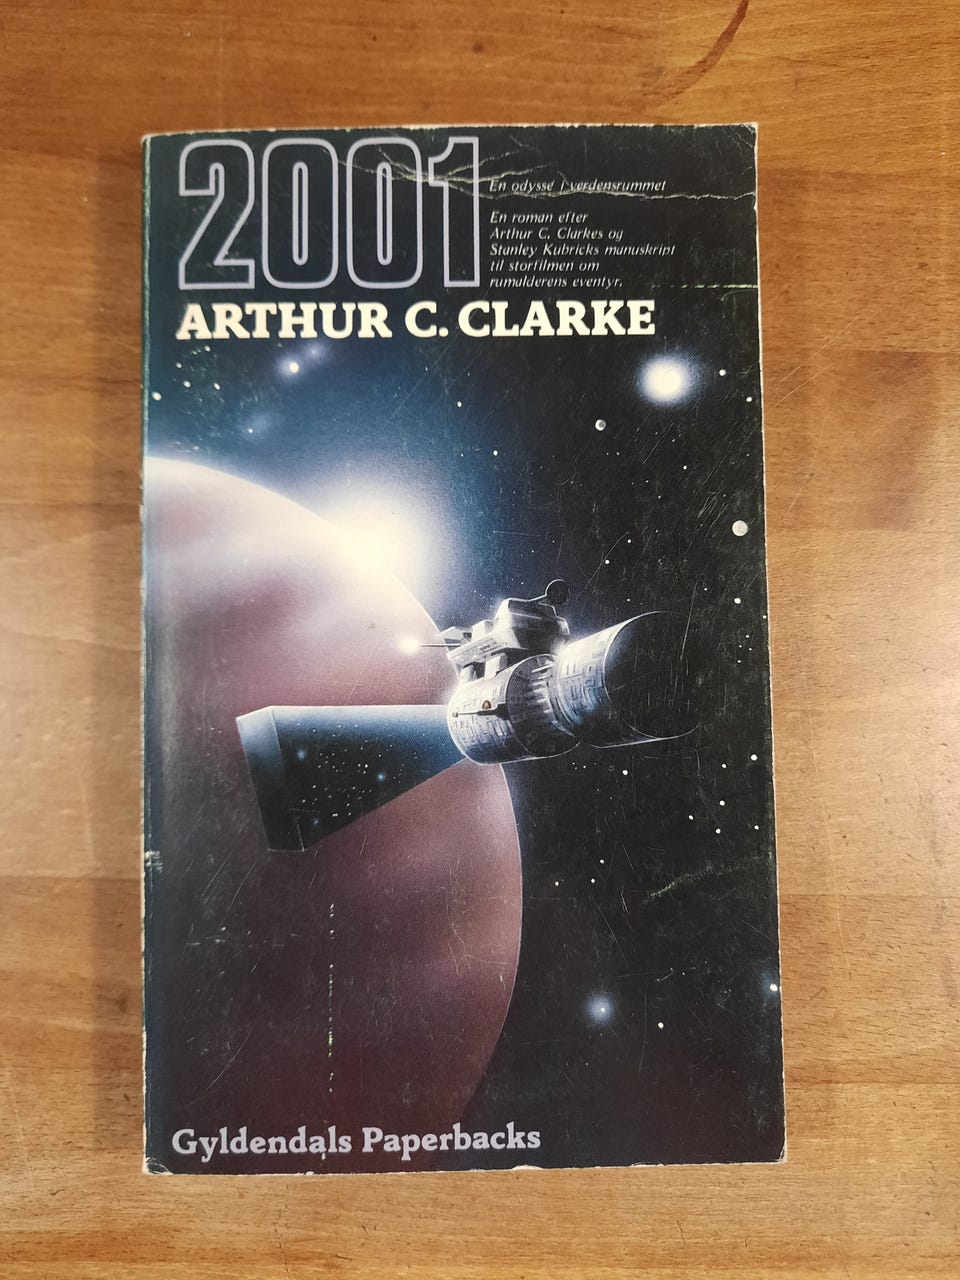 2001
En odysse i verdensrummet
En roman efter
Arthur C. Clarkes og
Stanley Kubricks manuskript
til storfilmen om
rumalderens eventyr.
ARTHUR C. CLARKE
Gyldendals Paperbacks